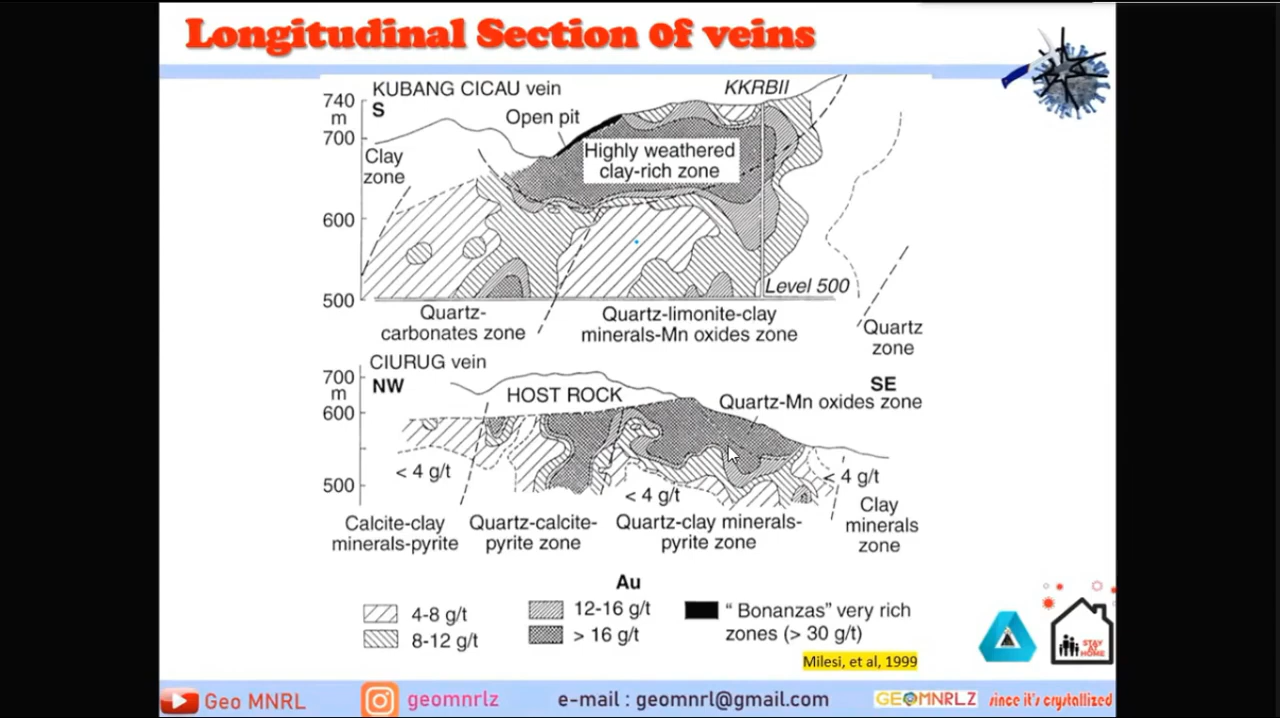 Longitudinal Section Of veins
KUBANG CICAU vein
KKRBII
740
m
S
Open pit
700
Highly weathered
clay-rich zone
Clay
zone
600
500
Level 500
Quartz-
carbonates zone
Quartz-limonite-clay
minerals-Mn oxides zone
Quartz
zone
CIURUG vein
700
m
NW
SE
HOST ROCK
Quartz-Mn oxides zone
600
< 4 g/t
< 4 g/t
500
< 4 g/t
Calcite-clay
minerals-pyrite
Quartz-calcite-
pyrite zone
Quartz-clay minerals-
pyrite zone
Clay
minerals
zone
Au
4-8 g/t
8-12 g/t
12-16 g/t
> 16 g/t
“ Bonanzas” very rich
zones (> 30 g/t)
Milesi, et al, 1999
STAY
AT
HOME
Geo MNRL
geomnrlz
e-mail : geomnrl@gmail.com
GEOMNRLZ
since it's crystallized